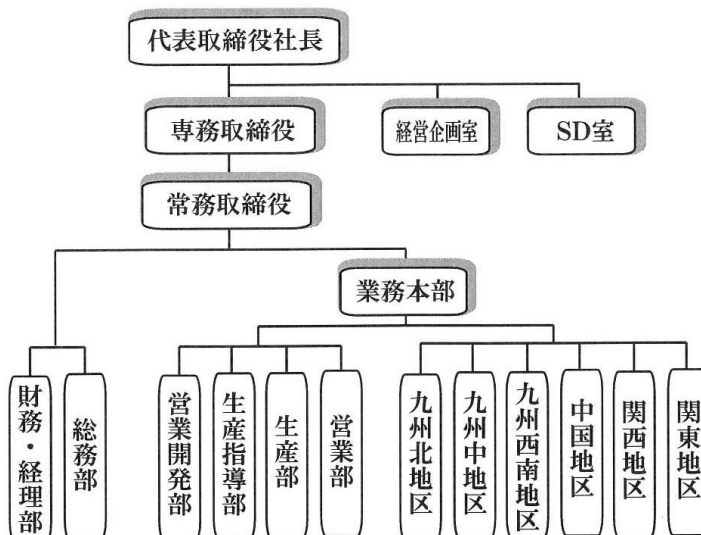 代表取締役社長
専務取締役
経営企画室
SD室
常務取締役
業務本部
財務・経理部
総務部
営業開発部
生産指導部
生産部
営業部
九州北地区
九州中地区
九州西南地区
中国地区
関西地区
関東地区